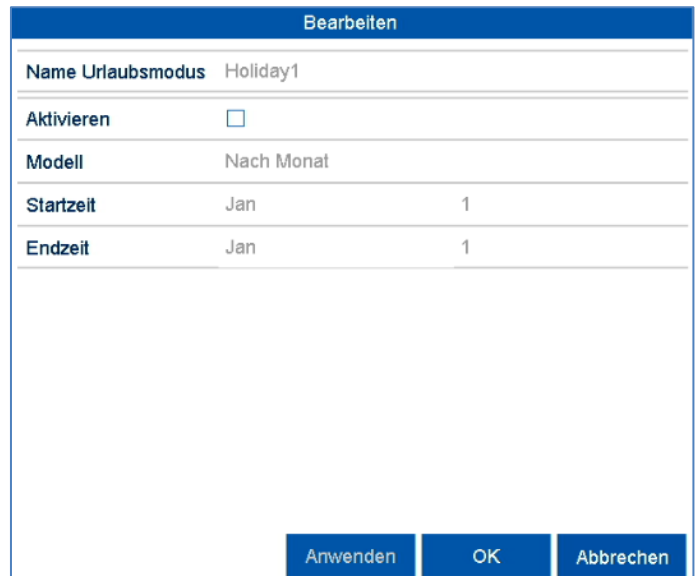 Bearbeiten
Name Urlaubsmodus Holiday1
Aktivieren
Modell Nach Monat
Startzeit Jan 1
Endzeit Jan 1
Anwenden OK Abbrechen